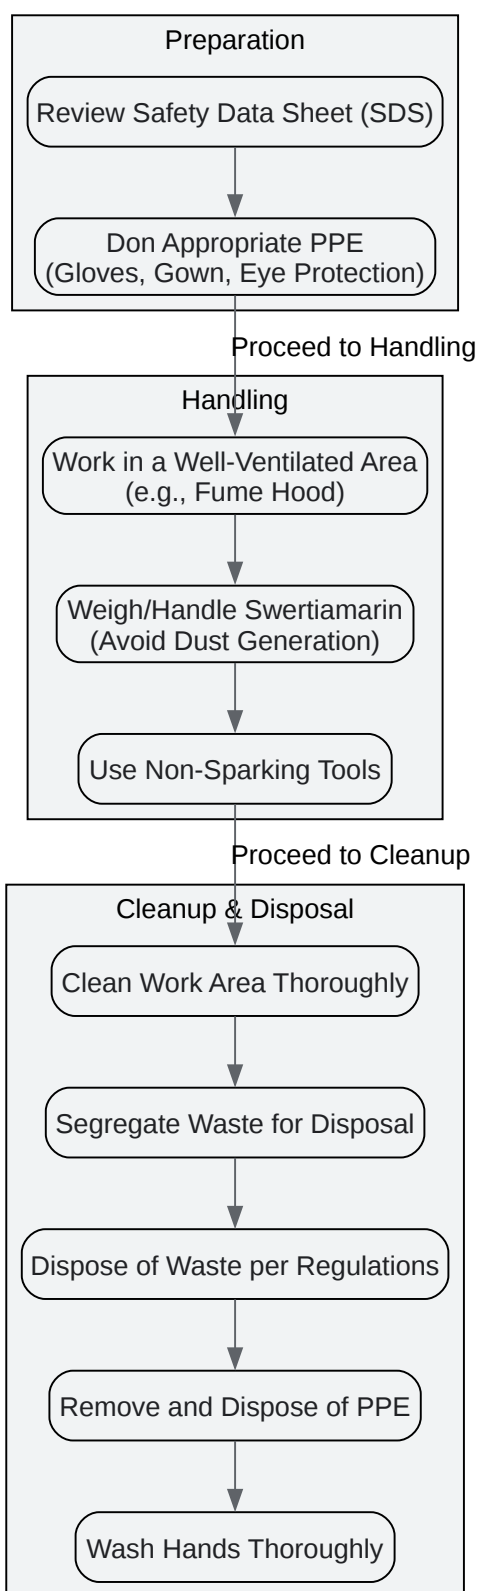 Preparation
Review Safety Data Sheet (SDS)
Don Appropriate PPE
(Gloves, Gown, Eye Protection)
Proceed to Handling
Handling
Work in a Well-Ventilated Area
(e.g., Fume Hood)
Weigh/Handle Swertiamarin
(Avoid Dust Generation)
Use Non-Sparking Tools
Proceed to Cleanup
Cleanup & Disposal
Clean Work Area Thoroughly
Segregate Waste for Disposal
Dispose of Waste per Regulations
Remove and Dispose of PPE
Wash Hands Thoroughly